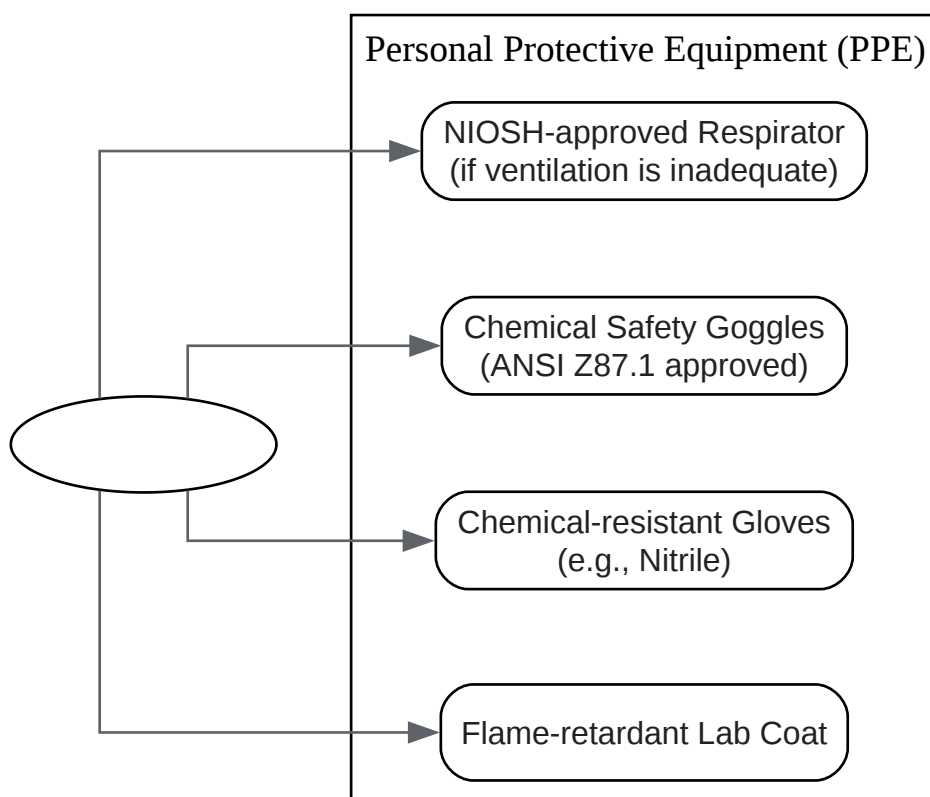 Personal Protective Equipment (PPE)
NIOSH-approved Respirator
(if ventilation is inadequate)
Chemical Safety Goggles
(ANSI Z87.1 approved)
Chemical-resistant Gloves
(e.g., Nitrile)
Flame-retardant Lab Coat